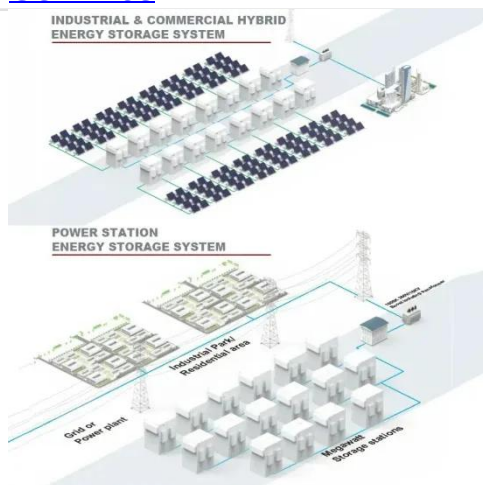 INDUSTRIAL & COMMERCIAL HYBRID
ENERGY STORAGE SYSTEM
POWER STATION
ENERGY STORAGE SYSTEM
Industrial Park/
Residential area
Grid or
Power plant
Megawatt
Storage stations